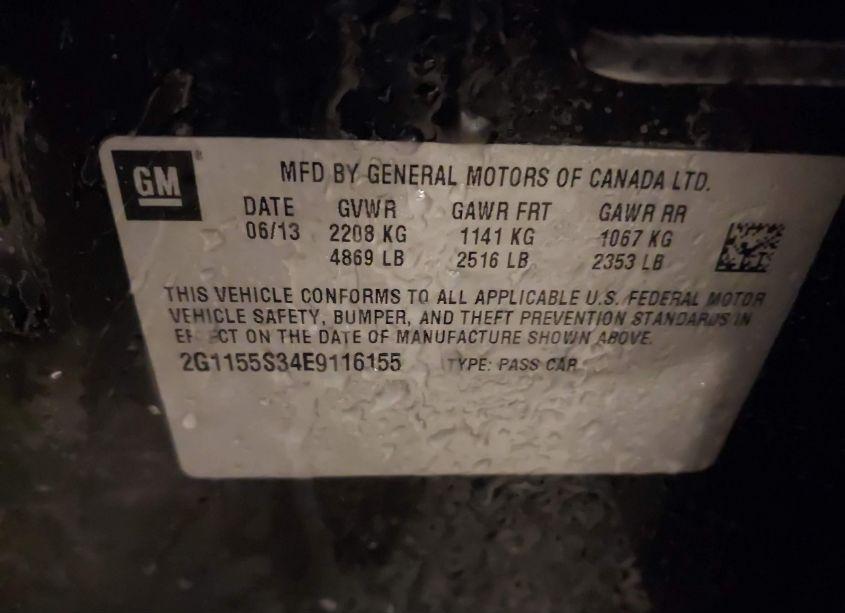 GM
MFD BY GENERAL MOTORS OF CANADA LTD.
DATE GVWR GAWR FRT GAWR RR
06/13 2208 KG 1141 KG 1067 KG
4869 LB 2516 LB 2353 LB
THIS VEHICLE CONFORMS TO ALL APPLICABLE U.S. FEDERAL MOTOR
VEHICLE SAFETY, BUMPER, AND THEFT PREVENTION STANDARDS IN
EFFECT ON THE DATE OF MANUFACTURE SHOWN ABOVE.
2G1155S34E9116155 TYPE: PASS CAR